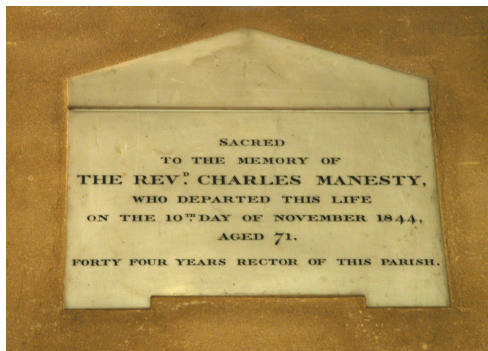 SACRED
TO THE MEMORY OF
THE REVD. CHARLES MANESTY,
WHO DEPARTED THIS LIFE
ON THE 10TH. DAY OF NOVEMBER 1844,
AGED 71.
FORTY FOUR YEARS RECTOR OF THIS PARISH.